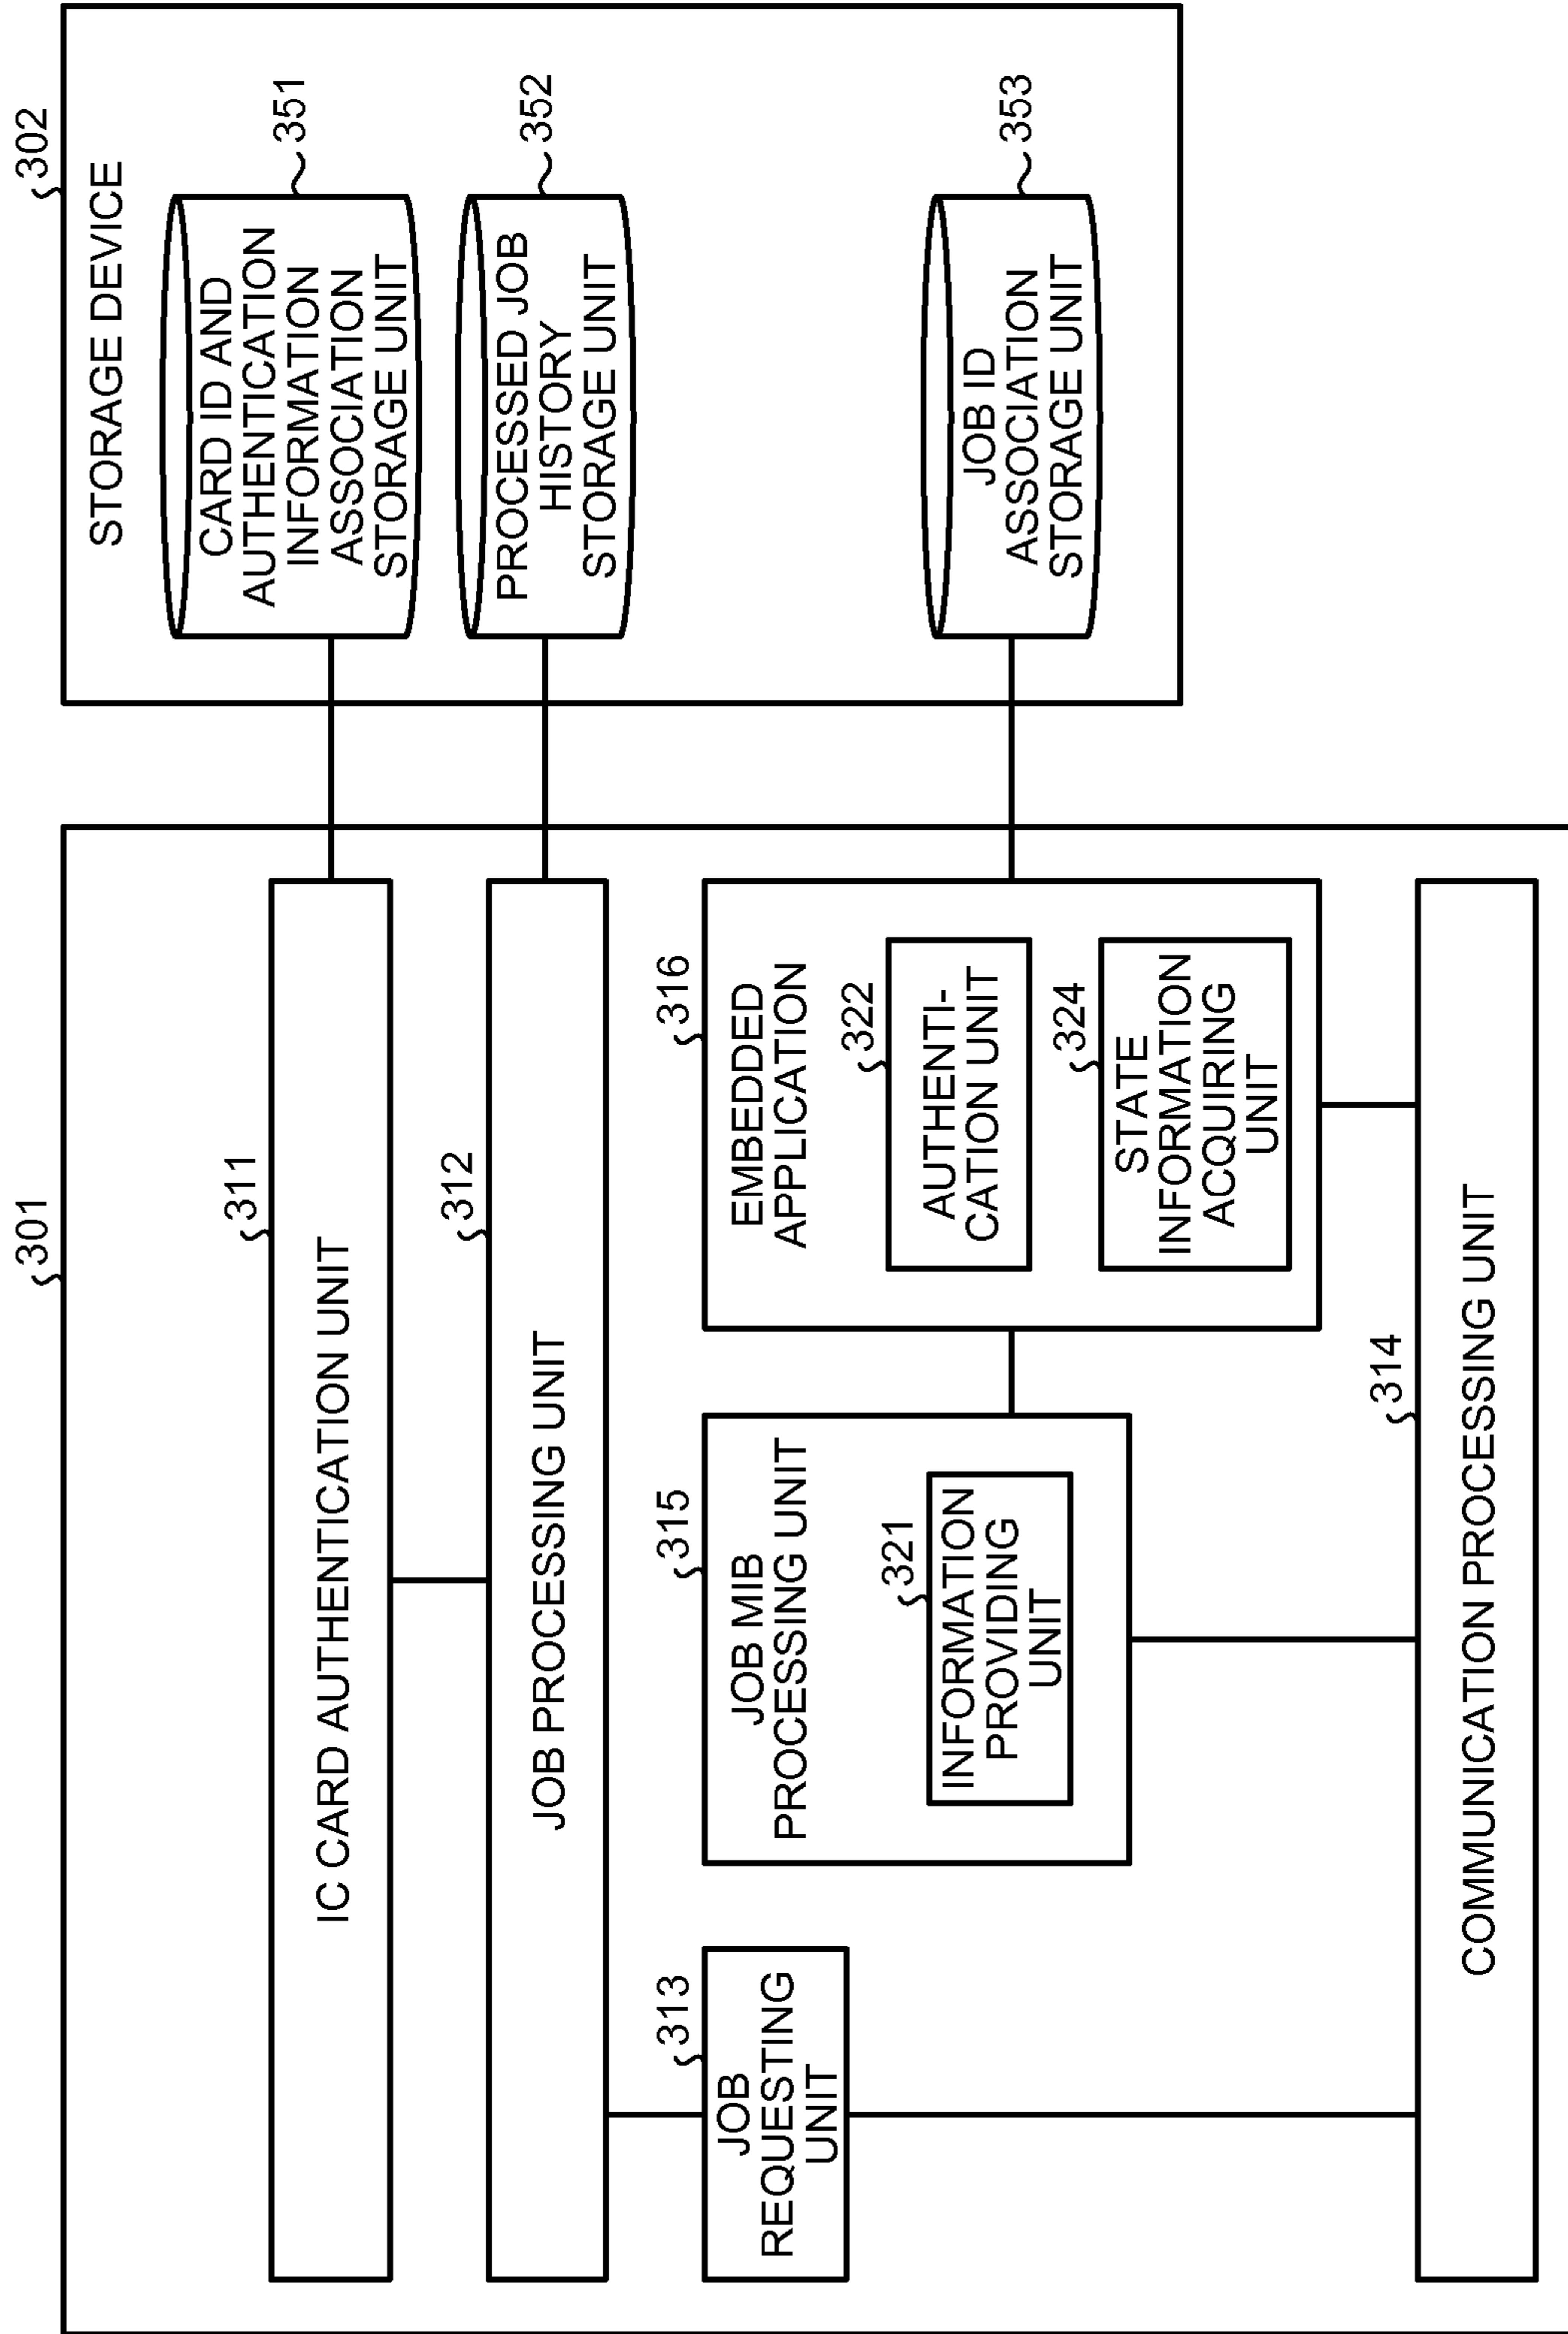 301
IC CARD AUTHENTICATION UNIT
311
JOB PROCESSING UNIT
312
JOB
REQUESTING
UNIT
313
JOB MIB
PROCESSING UNIT
315
INFORMATION
PROVIDING
UNIT
321
EMBEDDED
APPLICATION
316
AUTHENTI-
CATION UNIT
322
STATE
INFORMATION
ACQUIRING
UNIT
324
COMMUNICATION PROCESSING UNIT
314
302
STORAGE DEVICE
CARD ID AND
AUTHENTICATION
INFORMATION
ASSOCIATION
STORAGE UNIT
351
PROCESSED JOB
HISTORY
STORAGE UNIT
352
JOB ID
ASSOCIATION
STORAGE UNIT
353